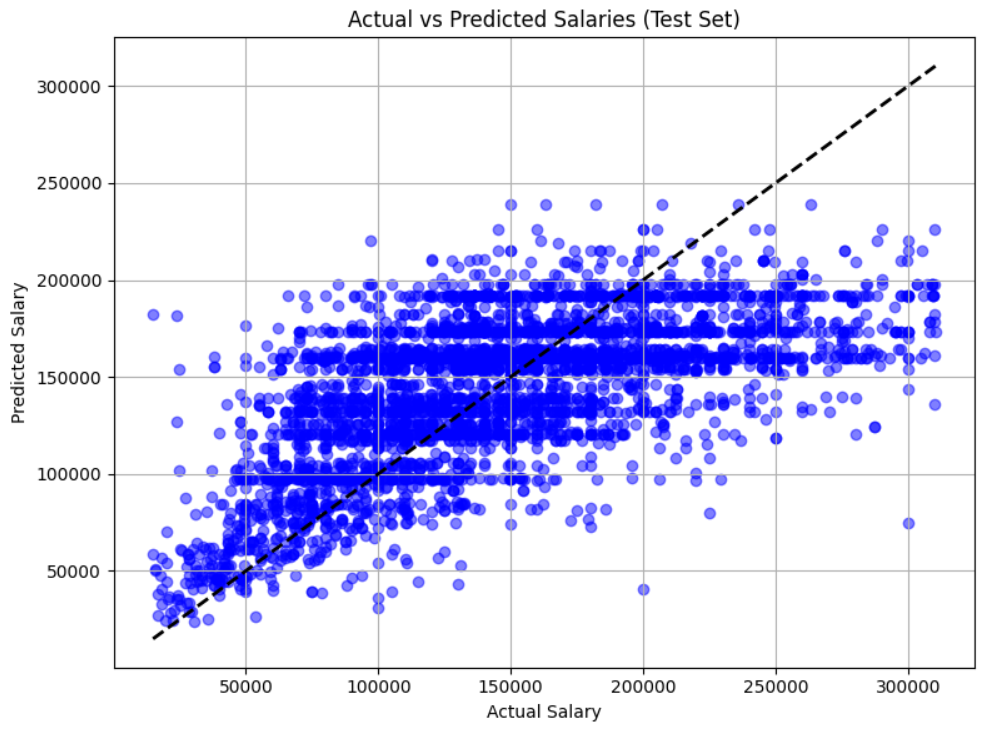 Actual vs Predicted Salaries (Test Set)
300000
250000
200000
150000
100000
50000
Predicted Salary
50000 100000 150000 200000 250000 300000
Actual Salary